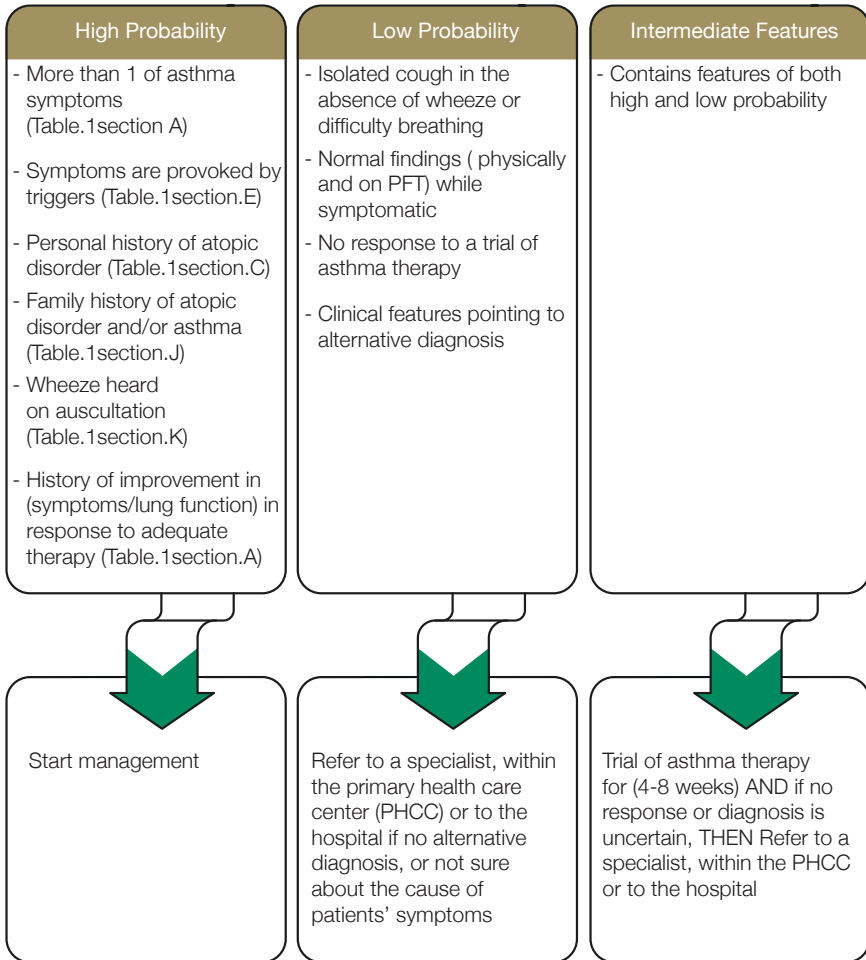 High Probability
- More than 1 of asthma
symptoms
(Table.1section A)
- Symptoms are provoked by
triggers (Table.1section.E)
- Personal history of atopic
disorder (Table.1section.C)
- Family history of atopic
disorder and/or asthma
(Table.1section.J)
- Wheeze heard
on auscultation
(Table.1section.K)
- History of improvement in
(symptoms/lung function) in
response to adequate
therapy (Table.1section.A)
Start management
Low Probability
- Isolated cough in the
absence of wheeze or
difficulty breathing
- Normal findings ( physically
and on PFT) while
symptomatic
- No response to a trial of
asthma therapy
- Clinical features pointing to
alternative diagnosis
Refer to a specialist, within
the primary health care
center (PHCC) or to the
hospital if no alternative
diagnosis, or not sure
about the cause of
patients’ symptoms
Intermediate Features
- Contains features of both
high and low probability
Trial of asthma therapy
for (4-8 weeks) AND if no
response or diagnosis is
uncertain, THEN Refer to a
specialist, within the PHCC
or to the hospital